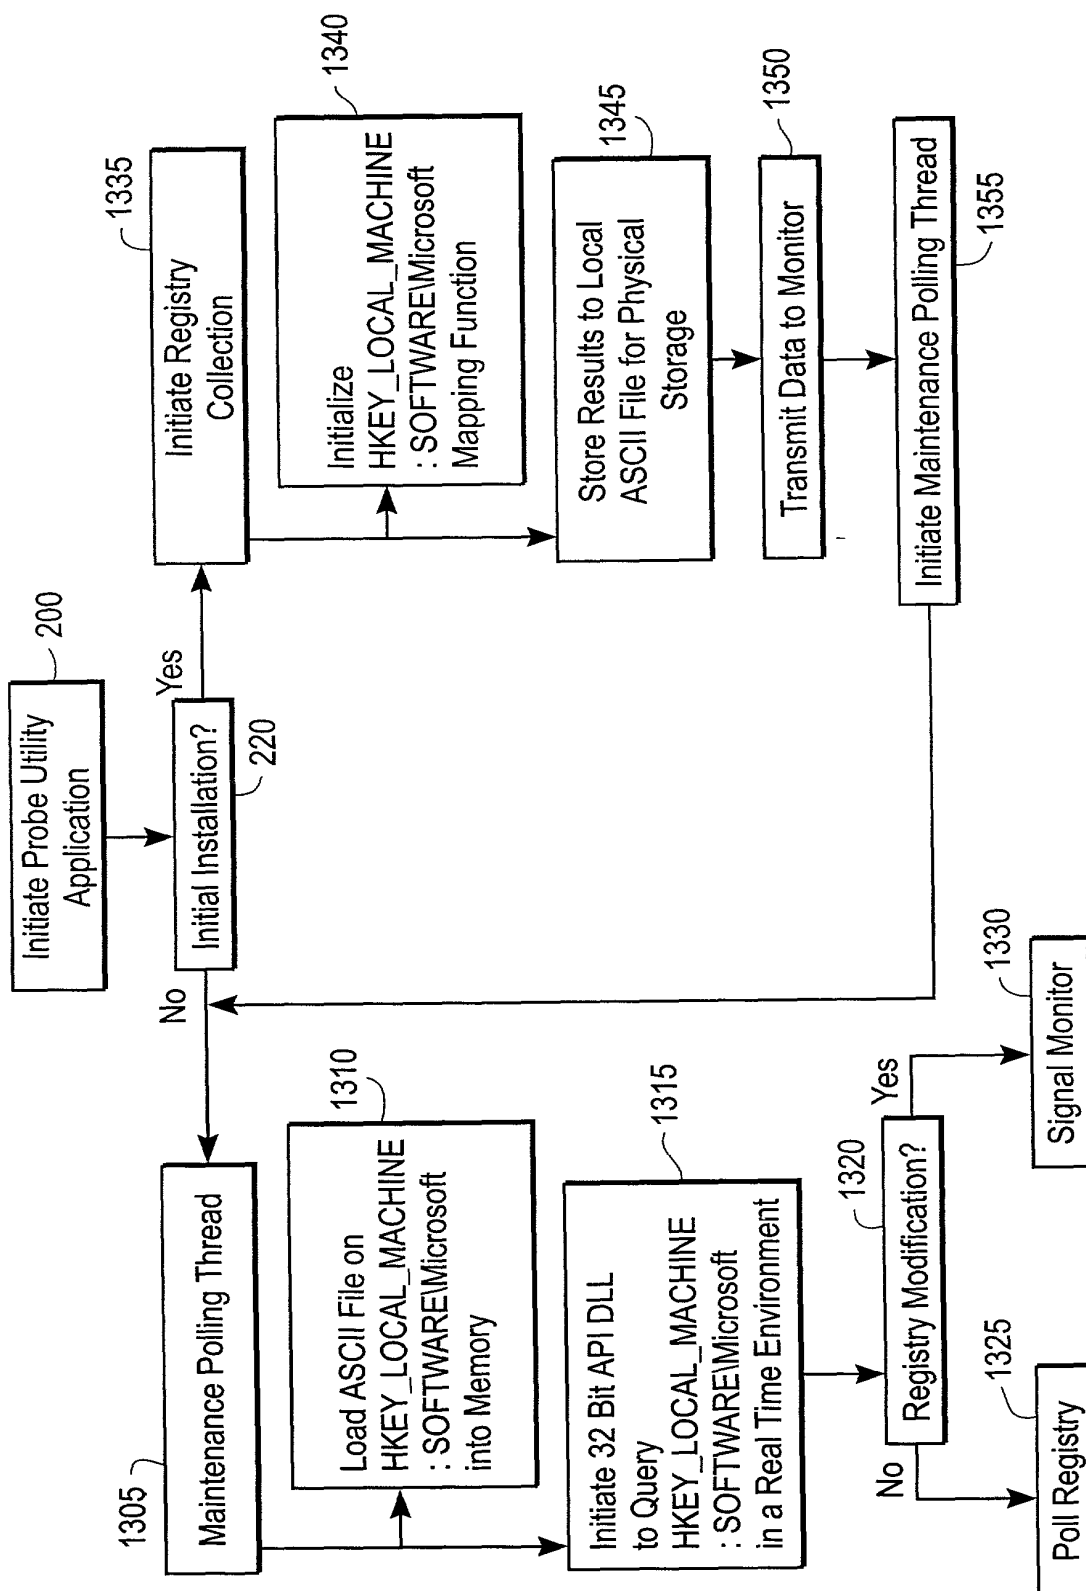 Initiate Probe Utility
Application
200
Initial Installation?
220
No
Yes
Maintenance Polling Thread
1305
Load ASCII File on
HKEY_LOCAL_MACHINE
: SOFTWARE\Microsoft
into Memory
1310
Initiate 32 Bit API DLL
to Query
HKEY_LOCAL_MACHINE
: SOFTWARE\Microsoft
in a Real Time Environment
1315
Registry Modification?
1320
No
Yes
Poll Registry
1325
Signal Monitor
1330
Initiate Registry
Collection
1335
Initialize
HKEY_LOCAL_MACHINE
: SOFTWARE\Microsoft
Mapping Function
1340
Store Results to Local
ASCII File for Physical
Storage
1345
Transmit Data to Monitor
1350
Initiate Maintenance Polling Thread
1355